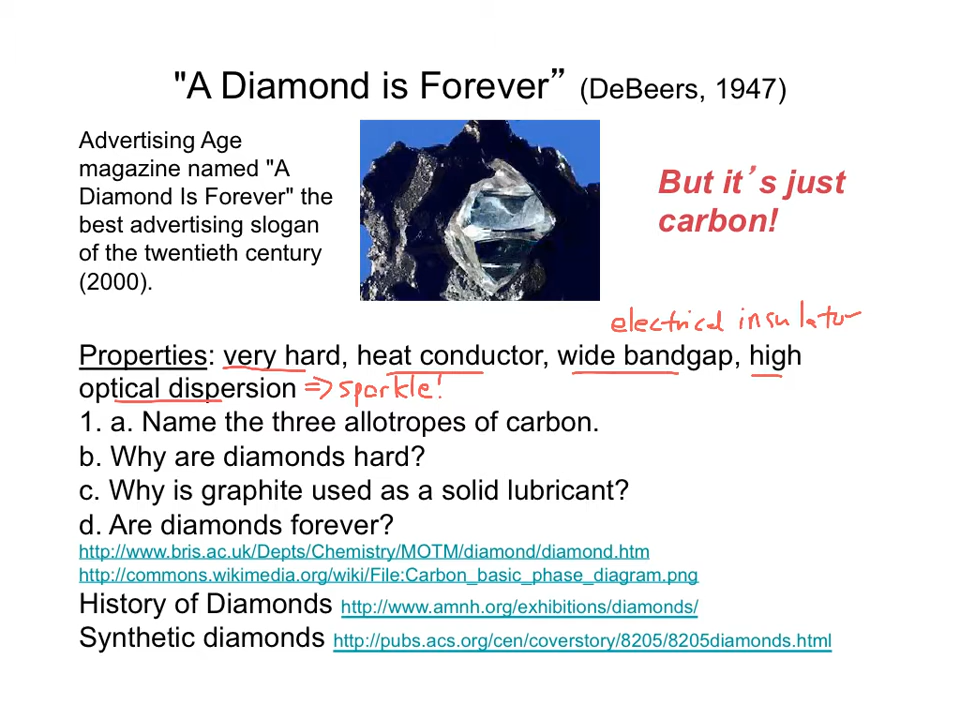 "A Diamond is Forever” (DeBeers, 1947)
Advertising Age
magazine named "A
Diamond Is Forever" the
best advertising slogan
of the twentieth century
(2000).
But it’s just
carbon!
electrical insulator
Properties: very hard, heat conductor, wide bandgap, high
optical dispersion => sparkle!
1. a. Name the three allotropes of carbon.
b. Why are diamonds hard?
c. Why is graphite used as a solid lubricant?
d. Are diamonds forever?
http://www.bris.ac.uk/Depts/Chemistry/MOTM/diamond/diamond.htm
http://commons.wikimedia.org/wiki/File:Carbon_basic_phase_diagram.png
History of Diamonds http://www.amnh.org/exhibitions/diamonds/
Synthetic diamonds http://pubs.acs.org/cen/coverstory/8205/8205diamonds.html